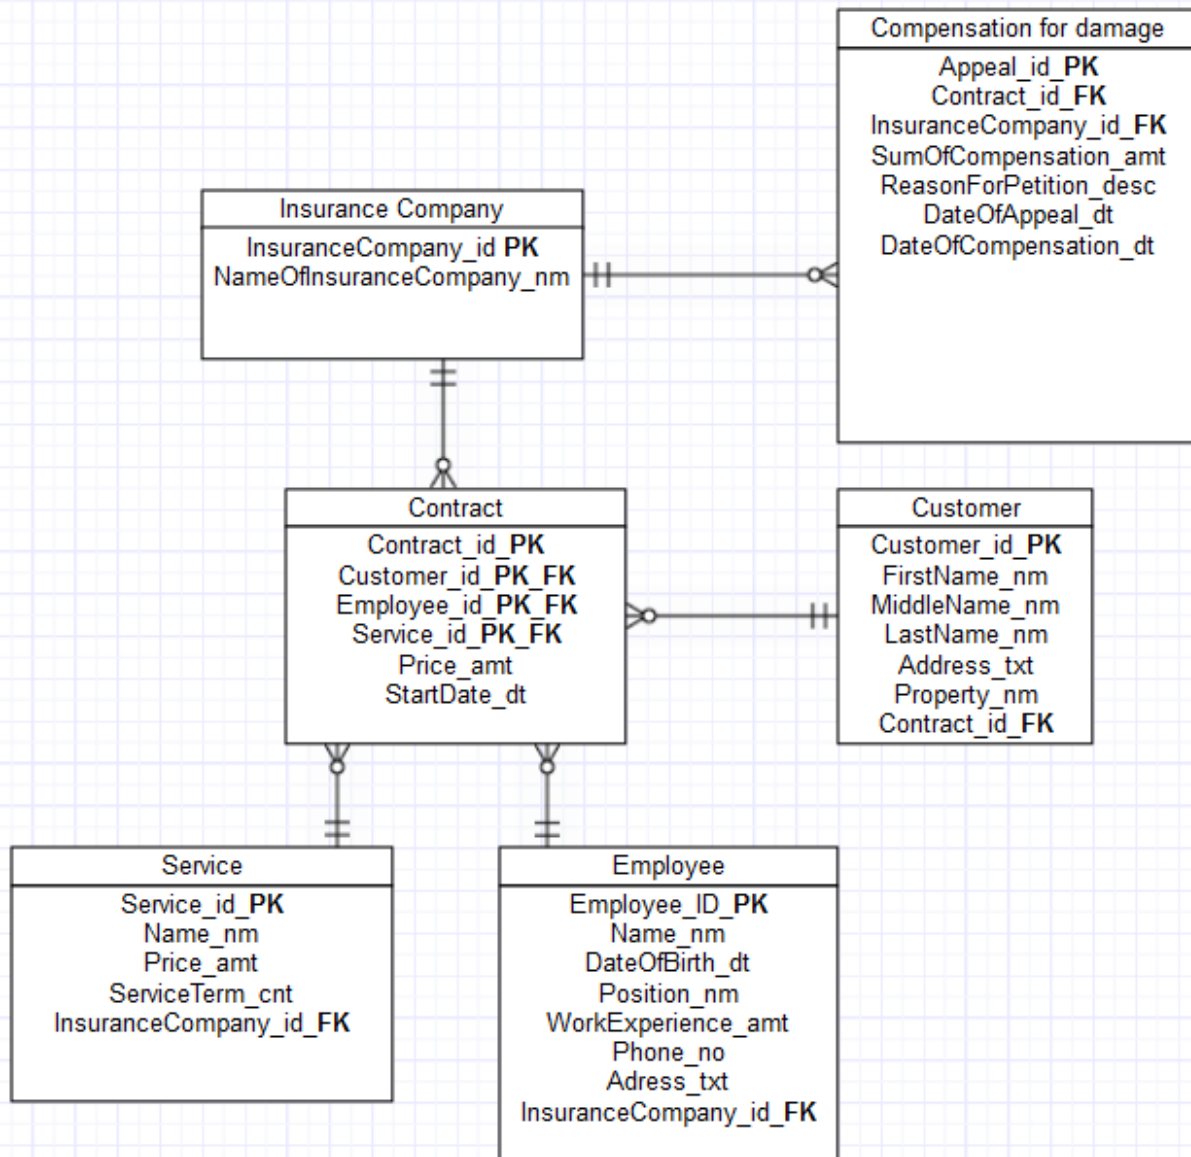 Compensation for damage
Appeal_id_PK
Contract_id_FK
InsuranceCompany_id_FK
SumOfCompensation_amt
ReasonForPetition_desc
DateOfAppeal_dt
DateOfCompensation_dt
Insurance Company
InsuranceCompany_id PK
NameOfInsuranceCompany_nm
Contract
Contract_id_PK
Customer_id_PK_FK
Employee_id_PK_FK
Service_id_PK_FK
Price_amt
StartDate_dt
Customer
Customer_id_PK
FirstName_nm
MiddleName_nm
LastName_nm
Address_txt
Property_nm
Contract_id_FK
Service
Service_id_PK
Name_nm
Price_amt
ServiceTerm_cnt
InsuranceCompany_id_FK
Employee
Employee_ID_PK
Name_nm
DateOfBirth_dt
Position_nm
WorkExperience_amt
Phone_no
Adress_txt
InsuranceCompany_id_FK